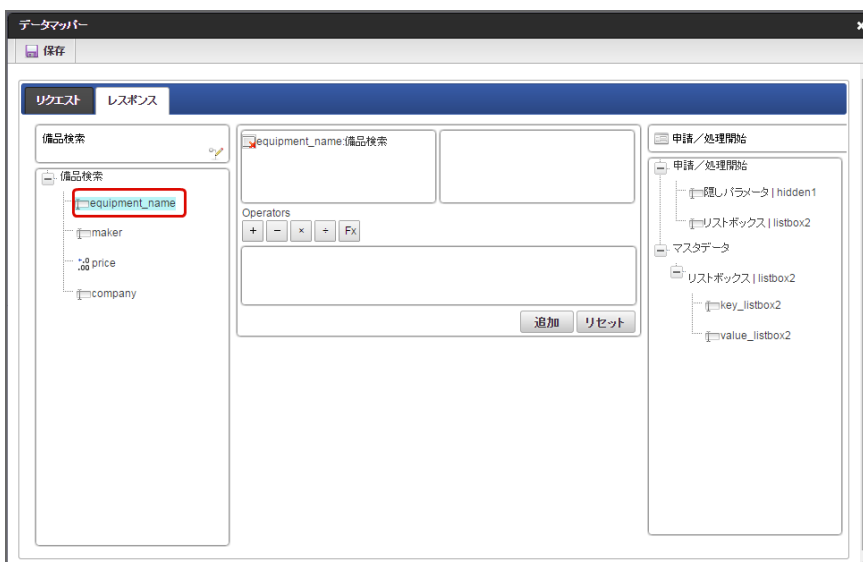 データマッパー
保存
リクエスト レスポンス
備品検索
備品検索
equipment_name
maker
price
company
equipment_name:備品検索
Operators
+ − × ÷ Fx
追加 リセット
申請／処理開始
申請／処理開始
隠しパラメータ | hidden1
リストボックス | listbox2
マスタデータ
リストボックス | listbox2
key_listbox2
value_listbox2